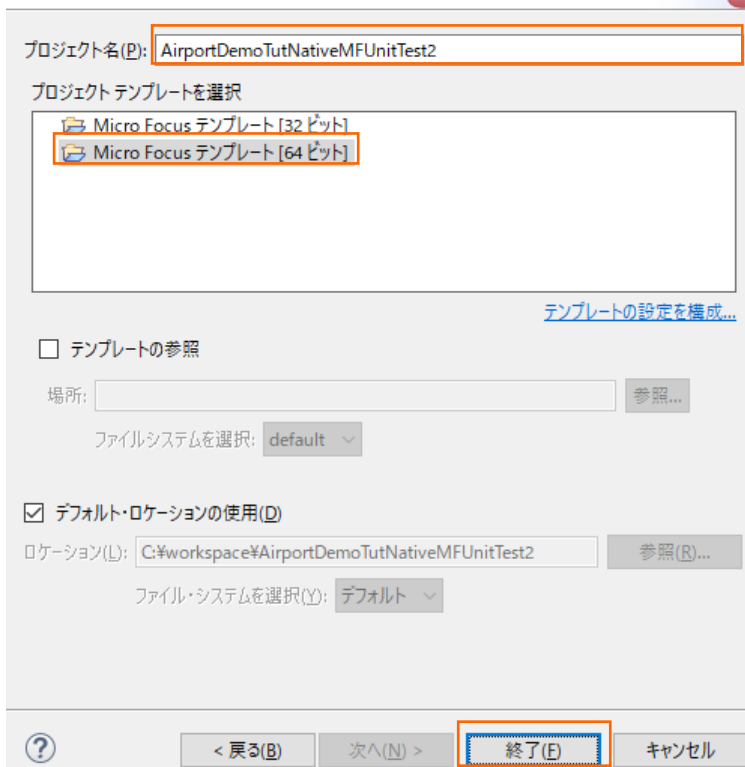 プロジェクト名(P): AirportDemoTutNativeMFUnitTest2
プロジェクト テンプレートを選択
Micro Focus テンプレート [32 ビット]
Micro Focus テンプレート [64 ビット]
テンプレートの設定を構成...
テンプレートの参照
場所: 参照...
ファイルシステムを選択: default
デフォルト・ロケーションの使用(D)
ロケーション(L): C:¥workspace¥AirportDemoTutNativeMFUnitTest2 参照(R)...
ファイル・システムを選択(Y): デフォルト
? < 戻る(B) 次へ(N) > 終了(F) キャンセル